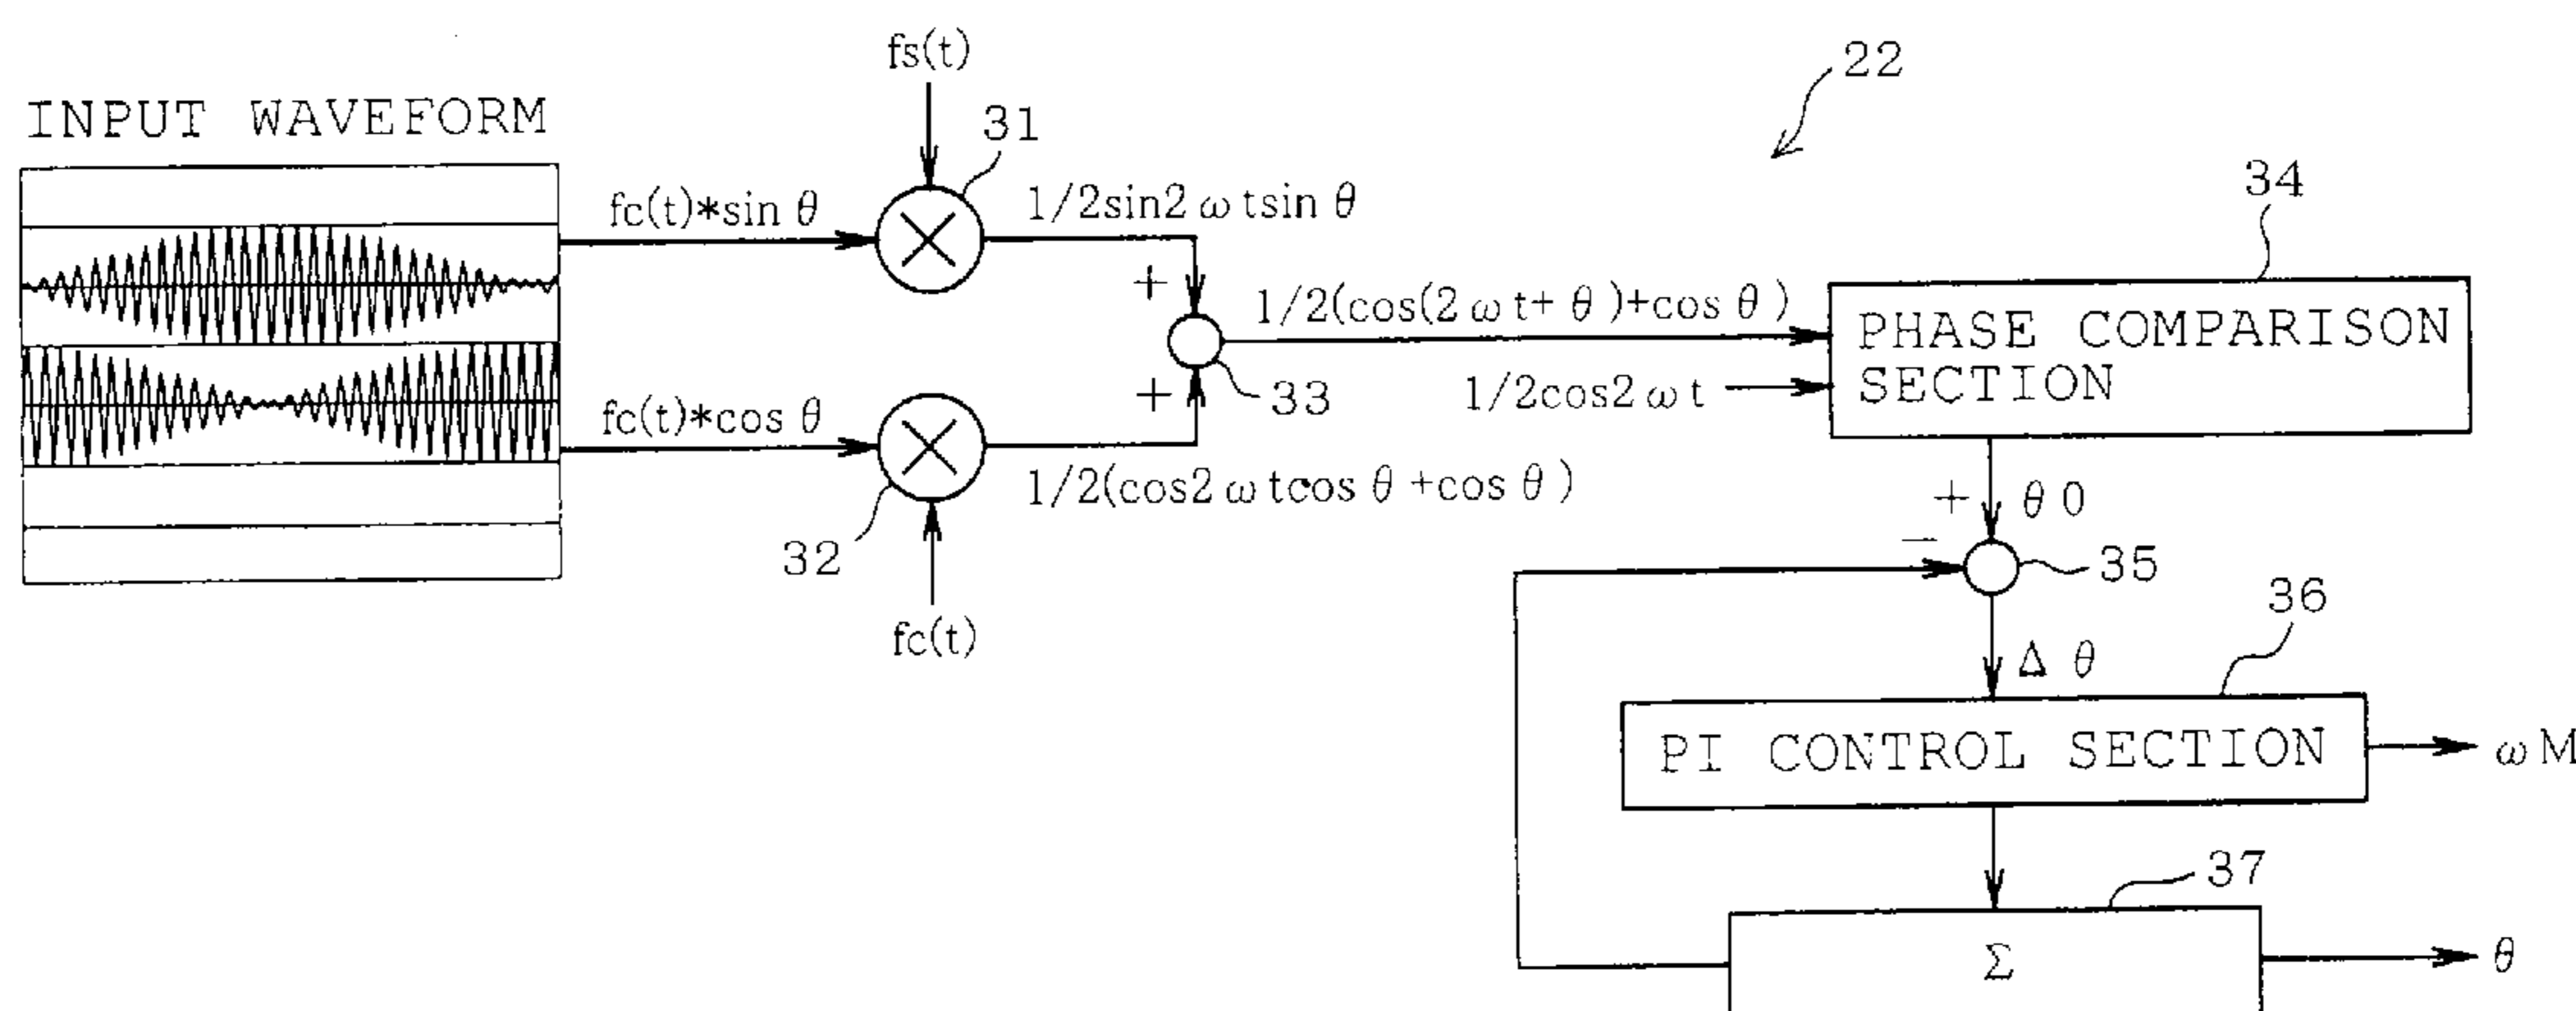 fs(t)
22
INPUT WAVEFORM
31
fc(t)*sin θ
1/2sin2 ω tsin θ
34
+
1/2(cos(2 ω t+ θ )+cos θ )
PHASE COMPARISON
SECTION
1/2cos2 ω t
+
33
fc(t)*cos θ
1/2(cos2 ω tcos θ +cos θ )
32
+ θ 0
−
35
fc(t)
36
Δ θ
PI CONTROL SECTION
ω M
37
Σ
θ